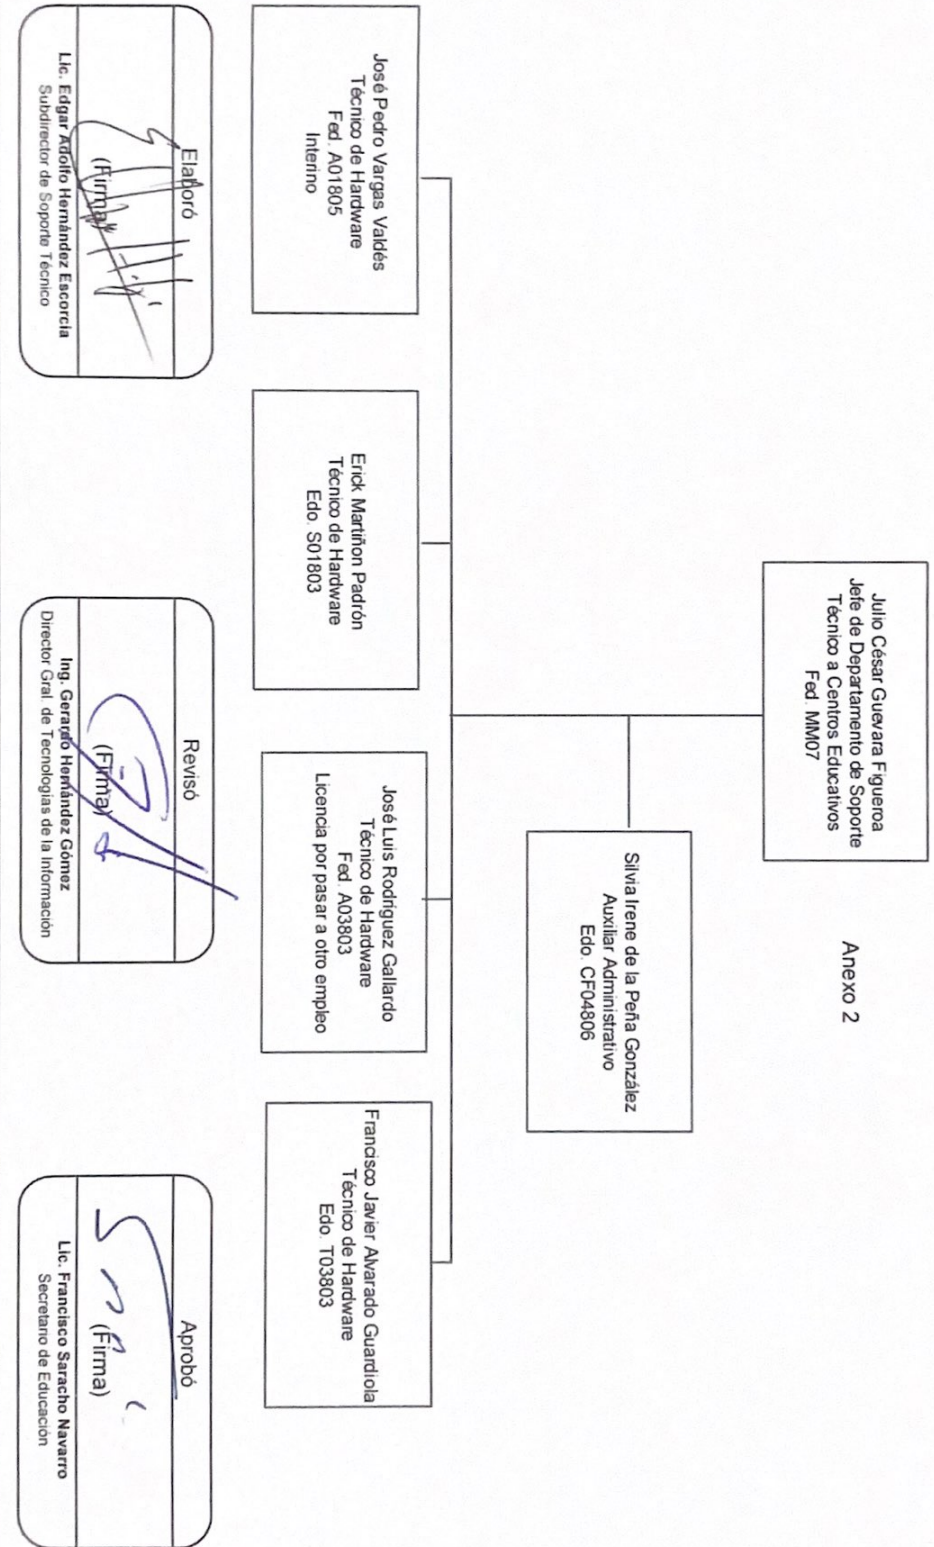 Julio César Guevara Figueroa
Jefe de Departamento de Soporte
Técnico a Centros Educativos
Fed. MM07
Anexo 2
Silvia Irene de la Peña González
Auxiliar Administrativo
Edo. CF04806
José Pedro Vargas Valdés
Técnico de Hardware
Fed. A01805
Interino
Erick Martiñon Padrón
Técnico de Hardware
Edo. S01803
José Luis Rodríguez Gallardo
Técnico de Hardware
Fed. A03803
Licencia por pasar a otro empleo
Francisco Javier Alvarado Guardiola
Técnico de Hardware
Edo. T03803
Elaboró
(Firma)
Lic. Edgar Adolfo Hernández Escorcia
Subdirector de Soporte Técnico
Revisó
(Firma)
Ing. Gerardo Hernández Gómez
Director Gral. de Tecnologías de la Información
Aprobó
(Firma)
Lic. Francisco Saracho Navarro
Secretario de Educación